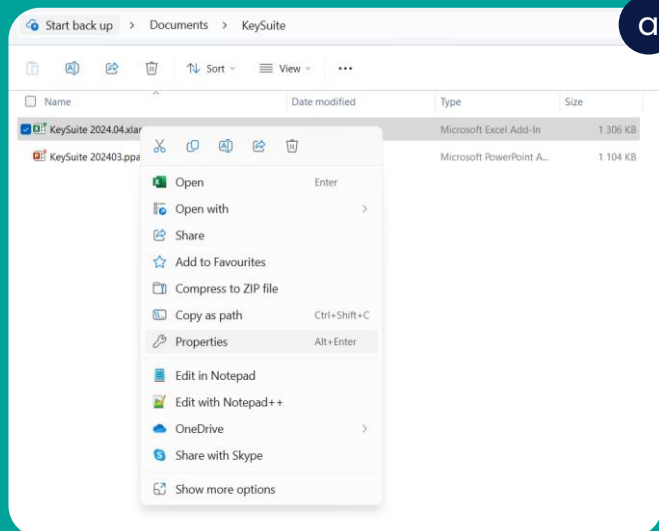 Start back up > Documents > KeySuite
a
Sort View ...
Name Date modified Type Size
KeySuite 2024.04.xlam Microsoft Excel Add-In 1 306 KB
KeySuite 202403.ppa Microsoft PowerPoint A... 1 104 KB
Open Enter
Open with >
Share
Add to Favourites
Compress to ZIP file
Copy as path Ctrl+Shift+C
Properties Alt+Enter
Edit in Notepad
Edit with Notepad++
OneDrive >
Share with Skype
Show more options